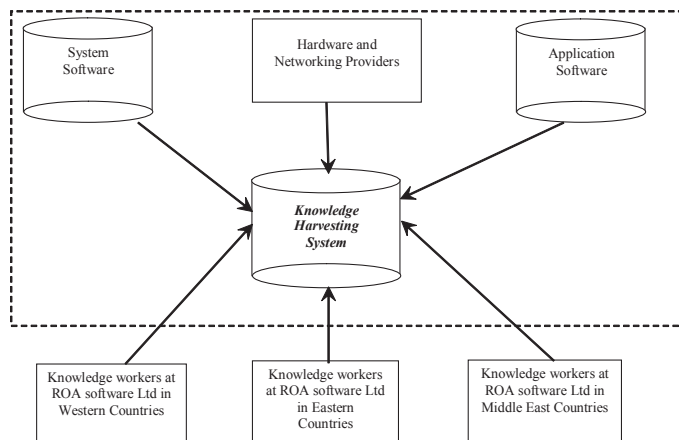 System
Software
Hardware and
Networking Providers
Application
Software
Knowledge
Harvesting
System
Knowledge workers at
ROA software Ltd in
Western Countries
Knowledge workers
at ROA software Ltd
in Eastern
Countries
Knowledge workers at
ROA software Ltd in
Middle East Countries